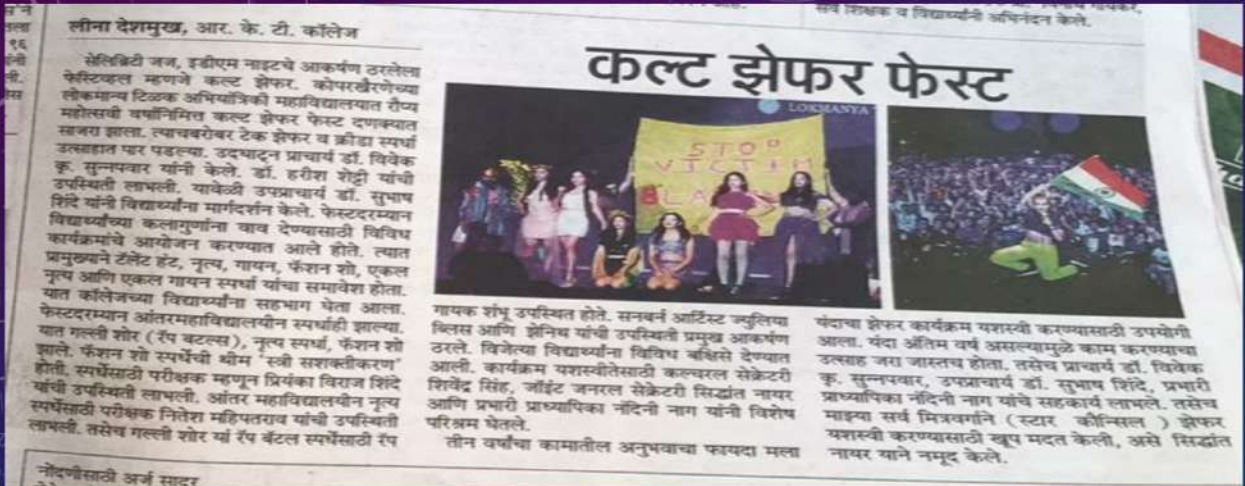 लीना देशमुख, आर. के. टी. कॉलेज
सेलिब्रिटी जज, इडीएम नाइटचे आकर्षण ठरलेला
फेस्टिव्हल म्हणजे कल्ट झेफर. कोपरखैरणेच्या
लोकमान्य टिळक अभियांत्रिकी महाविद्यालयात रौप्य
महोत्सवी वर्षानिमित्त कल्ट झेफर फेस्ट दणक्यात
साजरा झाला. त्याचबरोबर टेक झेफर व क्रीडा स्पर्धा
उत्साहात पार पडल्या. उदघाटन प्राचार्य डॉ. विवेक
कृ. सुन्नपवार यांनी केले. डॉ. हरीश शेट्टी यांची
उपस्थिती लाभली. यावेळी उपप्राचार्य डॉ. सुभाष
शिंदे यांनी विद्यार्थ्यांना मार्गदर्शन केले. फेस्टदरम्यान
विद्यार्थ्यांच्या कलागुणांना वाव देण्यासाठी विविध
कार्यक्रमांचे आयोजन करण्यात आले होते. त्यात
प्रामुख्याने टॅलेंट हंट, नृत्य, गायन, फॅशन शो, एकल
नृत्य आणि एकल गायन स्पर्धा यांचा समावेश होता.
यात कॉलेजच्या विद्यार्थ्यांना सहभाग घेता आला.
फेस्टदरम्यान आंतरमहाविद्यालयीन स्पर्धाही झाल्या.
यात गल्ली शोर (रॅप बटल्स), नृत्य स्पर्धा, फॅशन शो
झाले. फॅशन शो स्पर्धेची थीम 'स्त्री सशक्तीकरण'
होती. स्पर्धेसाठी परीक्षक म्हणून प्रियंका विराज शिंदे
यांची उपस्थिती लाभली. आंतर महाविद्यालयीन नृत्य
स्पर्धेसाठी परीक्षक नितेश महिपतराव यांची उपस्थिती
लाभली. तसेच गल्ली शोर यां रॅप बॅटल स्पर्धेसाठी रॅप
कल्ट झेफर फेस्ट
LOKMANYA
STOP
VICTIM
गायक शंभू उपस्थित होते. सनबर्न आर्टिस्ट ज्युलिया
ब्लिस आणि झेनिथ यांची उपस्थिती प्रमुख आकर्षण
ठरले. विजेत्या विद्यार्थ्यांना विविध बक्षिसे देण्यात
आली. कार्यक्रम यशस्वीतेसाठी कल्चरल सेक्रेटरी
शिवेंद्र सिंह, जॉइंट जनरल सेक्रेटरी सिद्धांत नायर
आणि प्रभारी प्राध्यापिका नंदिनी नाग यांनी विशेष
परिश्रम घेतले.
तीन वर्षांचा कामातील अनुभवाचा फायदा मला
यंदाचा झेफर कार्यक्रम यशस्वी करण्यासाठी उपयोगी
आला. यंदा अंतिम वर्ष असल्यामुळे काम करण्याचा
उत्साह जरा जास्तच होता. तसेच प्राचार्य डॉ. विवेक
कृ. सुन्नपवार, उपप्राचार्य डॉ. सुभाष शिंदे, प्रभारी
प्राध्यापिका नंदिनी नाग यांचे सहकार्य लाभले. तसेच
माझ्या सर्व मित्रवर्गाने (स्टार कौन्सिल ) झेफर
यशस्वी करण्यासाठी खूप मदत केली, असे सिद्धांत
नायर याने नमूद केले.
सर्व शिक्षक व विद्यार्थ्यांनी अभिनंदन केले.
नोंदणीसाठी अर्ज सादर